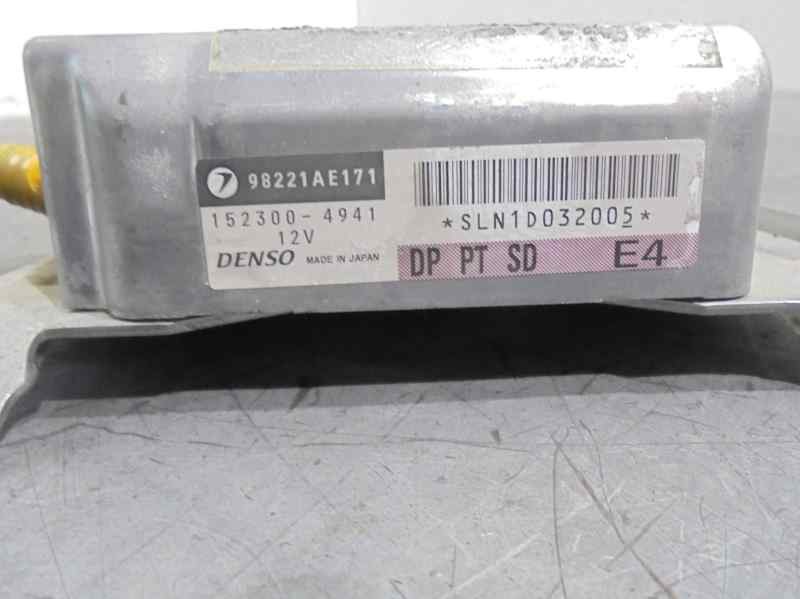 98221AE171
152300-4941
12V
DENSO MADE IN JAPAN
*SLN1D032005*
DP PT SD E4